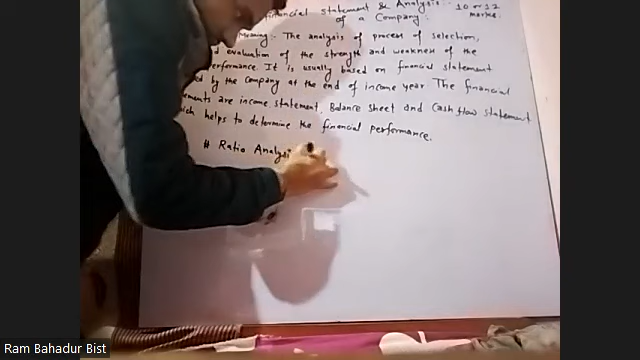 financial statement & Analysis :- 10 or 12
of a Company : marks.
Meaning :- The analysis of process of selection,
evaluation of the strength and weakness of the
performance. It is usually based on financial statement
by the company at the end of income year The financial
are income statement, Balance sheet and Cash flow statement
helps to determine the financial performance.
# Ratio Analysis
Ram Bahadur Bist